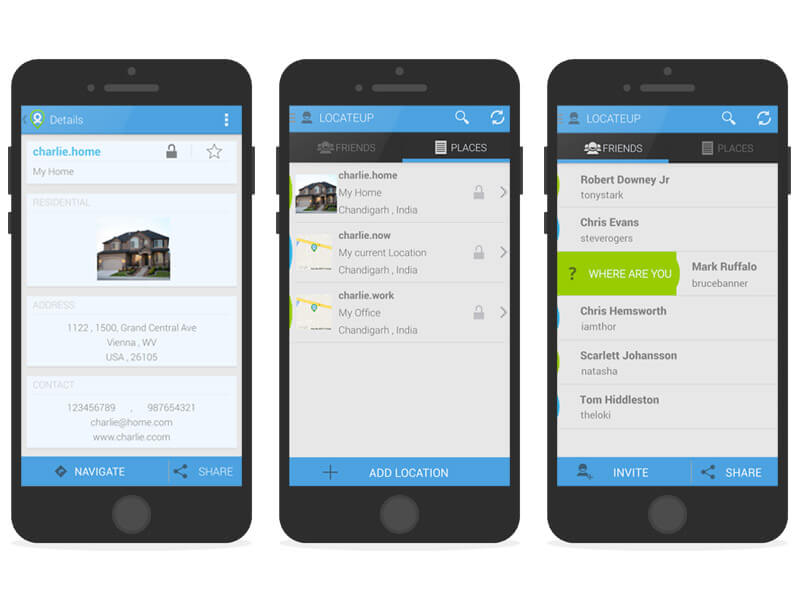 Details
charlie.home
My Home
RESIDENTIAL
ADDRESS
1122 , 1500, Grand Central Ave
Vienna , WV
USA , 26105
CONTACT
123456789 , 987654321
charlie@home.com
www.charlie.ccom
NAVIGATE
SHARE
LOCATEUP
FRIENDS
PLACES
charlie.home
My Home
Chandigarh , India
charlie.now
My current Location
Chandigarh , India
charlie.work
My Office
Chandigarh , India
ADD LOCATION
LOCATEUP
FRIENDS
PLACES
Robert Downey Jr
tonystark
Chris Evans
steverogers
? WHERE ARE YOU
Mark Ruffalo
brucebanner
Chris Hemsworth
iamthor
Scarlett Johansson
natasha
Tom Hiddleston
theloki
INVITE
SHARE